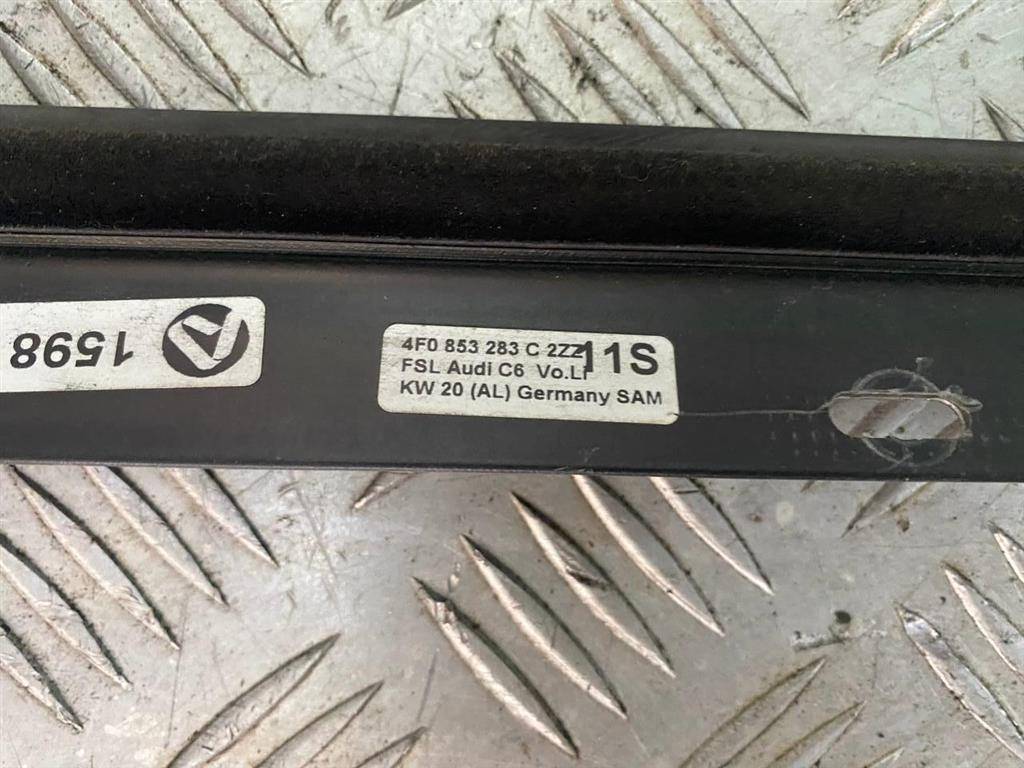 4F0 853 283 C 2ZZ 11S
FSL Audi C6 Vo.Li
KW 20 (AL) Germany SAM
1598